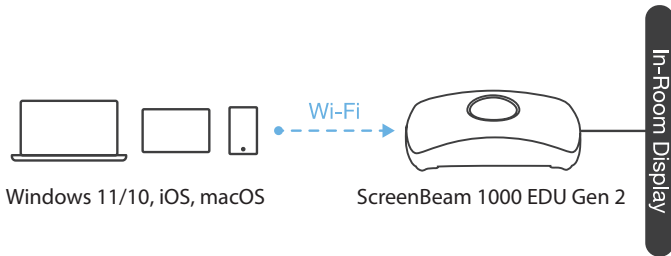 Wi-Fi
Windows 11/10, iOS, macOS
ScreenBeam 1000 EDU Gen 2
In-Room Display